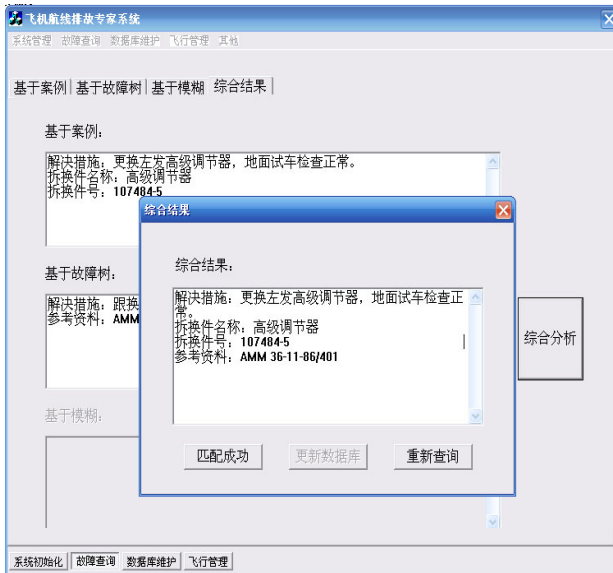 飞机航线排故专家系统
系统管理 故障查询 数据库维护 飞行管理 其他
基于案例 基于故障树 基于模糊 综合结果
基于案例:
解决措施:更换左发高级调节器,地面试车检查正常。
拆换件名称:高级调节器
拆换件号:107484-5
综合结果
综合结果:
解决措施:更换左发高级调节器,地面试车检查正
常。
拆换件名称:高级调节器
拆换件号:107484-5
参考资料:AMM 36-11-86/401
匹配成功 更新数据库 重新查询
基于故障树:
解决措施:跟换
参考资料:AMM
综合分析
基于模糊:
系统初始化 故障查询 数据库维护 飞行管理